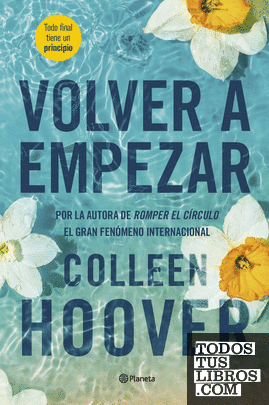 Todo final
tiene un
principio
VOLVER A
EMPEZAR
POR LA AUTORA DE ROMPER EL CÍRCULO
EL GRAN FENÓMENO INTERNACIONAL
COLLEEN
HOOVER
Planeta
TODOS
TUS
LIBROS
.COM